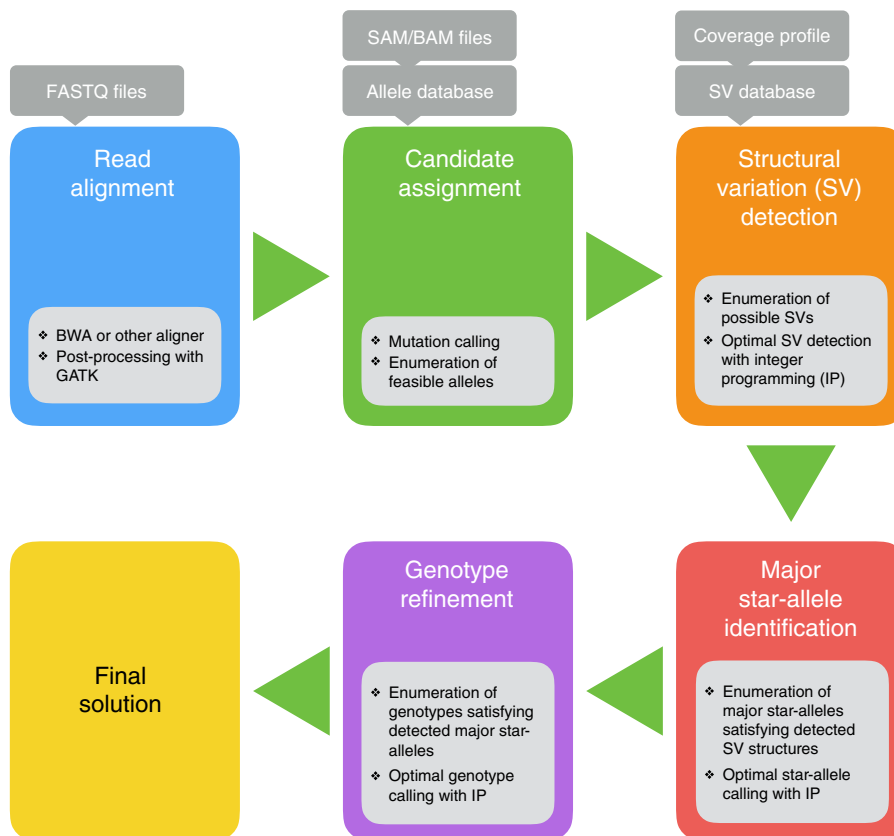 FASTQ files
Read
alignment
❖ BWA or other aligner
❖ Post-processing with
GATK
SAM/BAM files
Allele database
Candidate
assignment
❖ Mutation calling
❖ Enumeration of
feasible alleles
Coverage profile
SV database
Structural
variation (SV)
detection
❖ Enumeration of
possible SVs
❖ Optimal SV detection
with integer
programming (IP)
Major
star-allele
identification
❖ Enumeration of
major star-alleles
satisfying detected
SV structures
❖ Optimal star-allele
calling with IP
Genotype
refinement
❖ Enumeration of
genotypes satisfying
detected major star-
alleles
❖ Optimal genotype
calling with IP
Final
solution